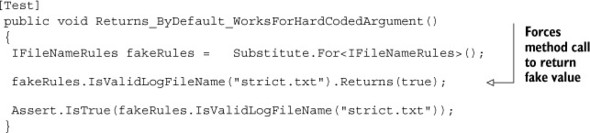 [Test]
public void Returns_ByDefault_WorksForHardCodedArgument()
{
IFileNameRules fakeRules =   Substitute.For<IFileNameRules>();
fakeRules.IsValidLogFileName("strict.txt").Returns(true);
Assert.IsTrue(fakeRules.IsValidLogFileName("strict.txt"));
}
Forces
method call
to return
fake value